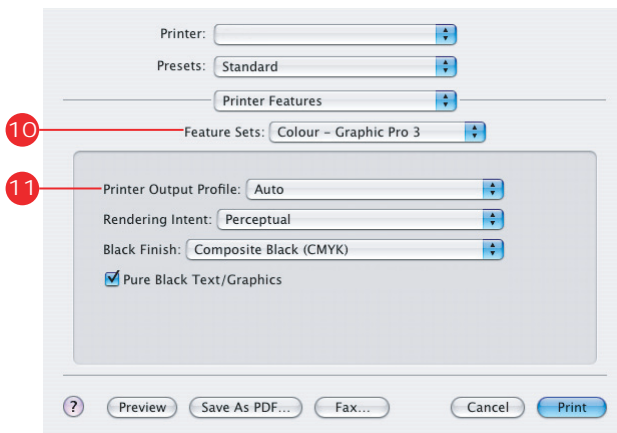 Printer:
Presets: Standard
Printer Features
10 Feature Sets: Colour – Graphic Pro 3
11 Printer Output Profile: Auto
Rendering Intent: Perceptual
Black Finish: Composite Black (CMYK)
Pure Black Text/Graphics
? Preview Save As PDF... Fax... Cancel Print